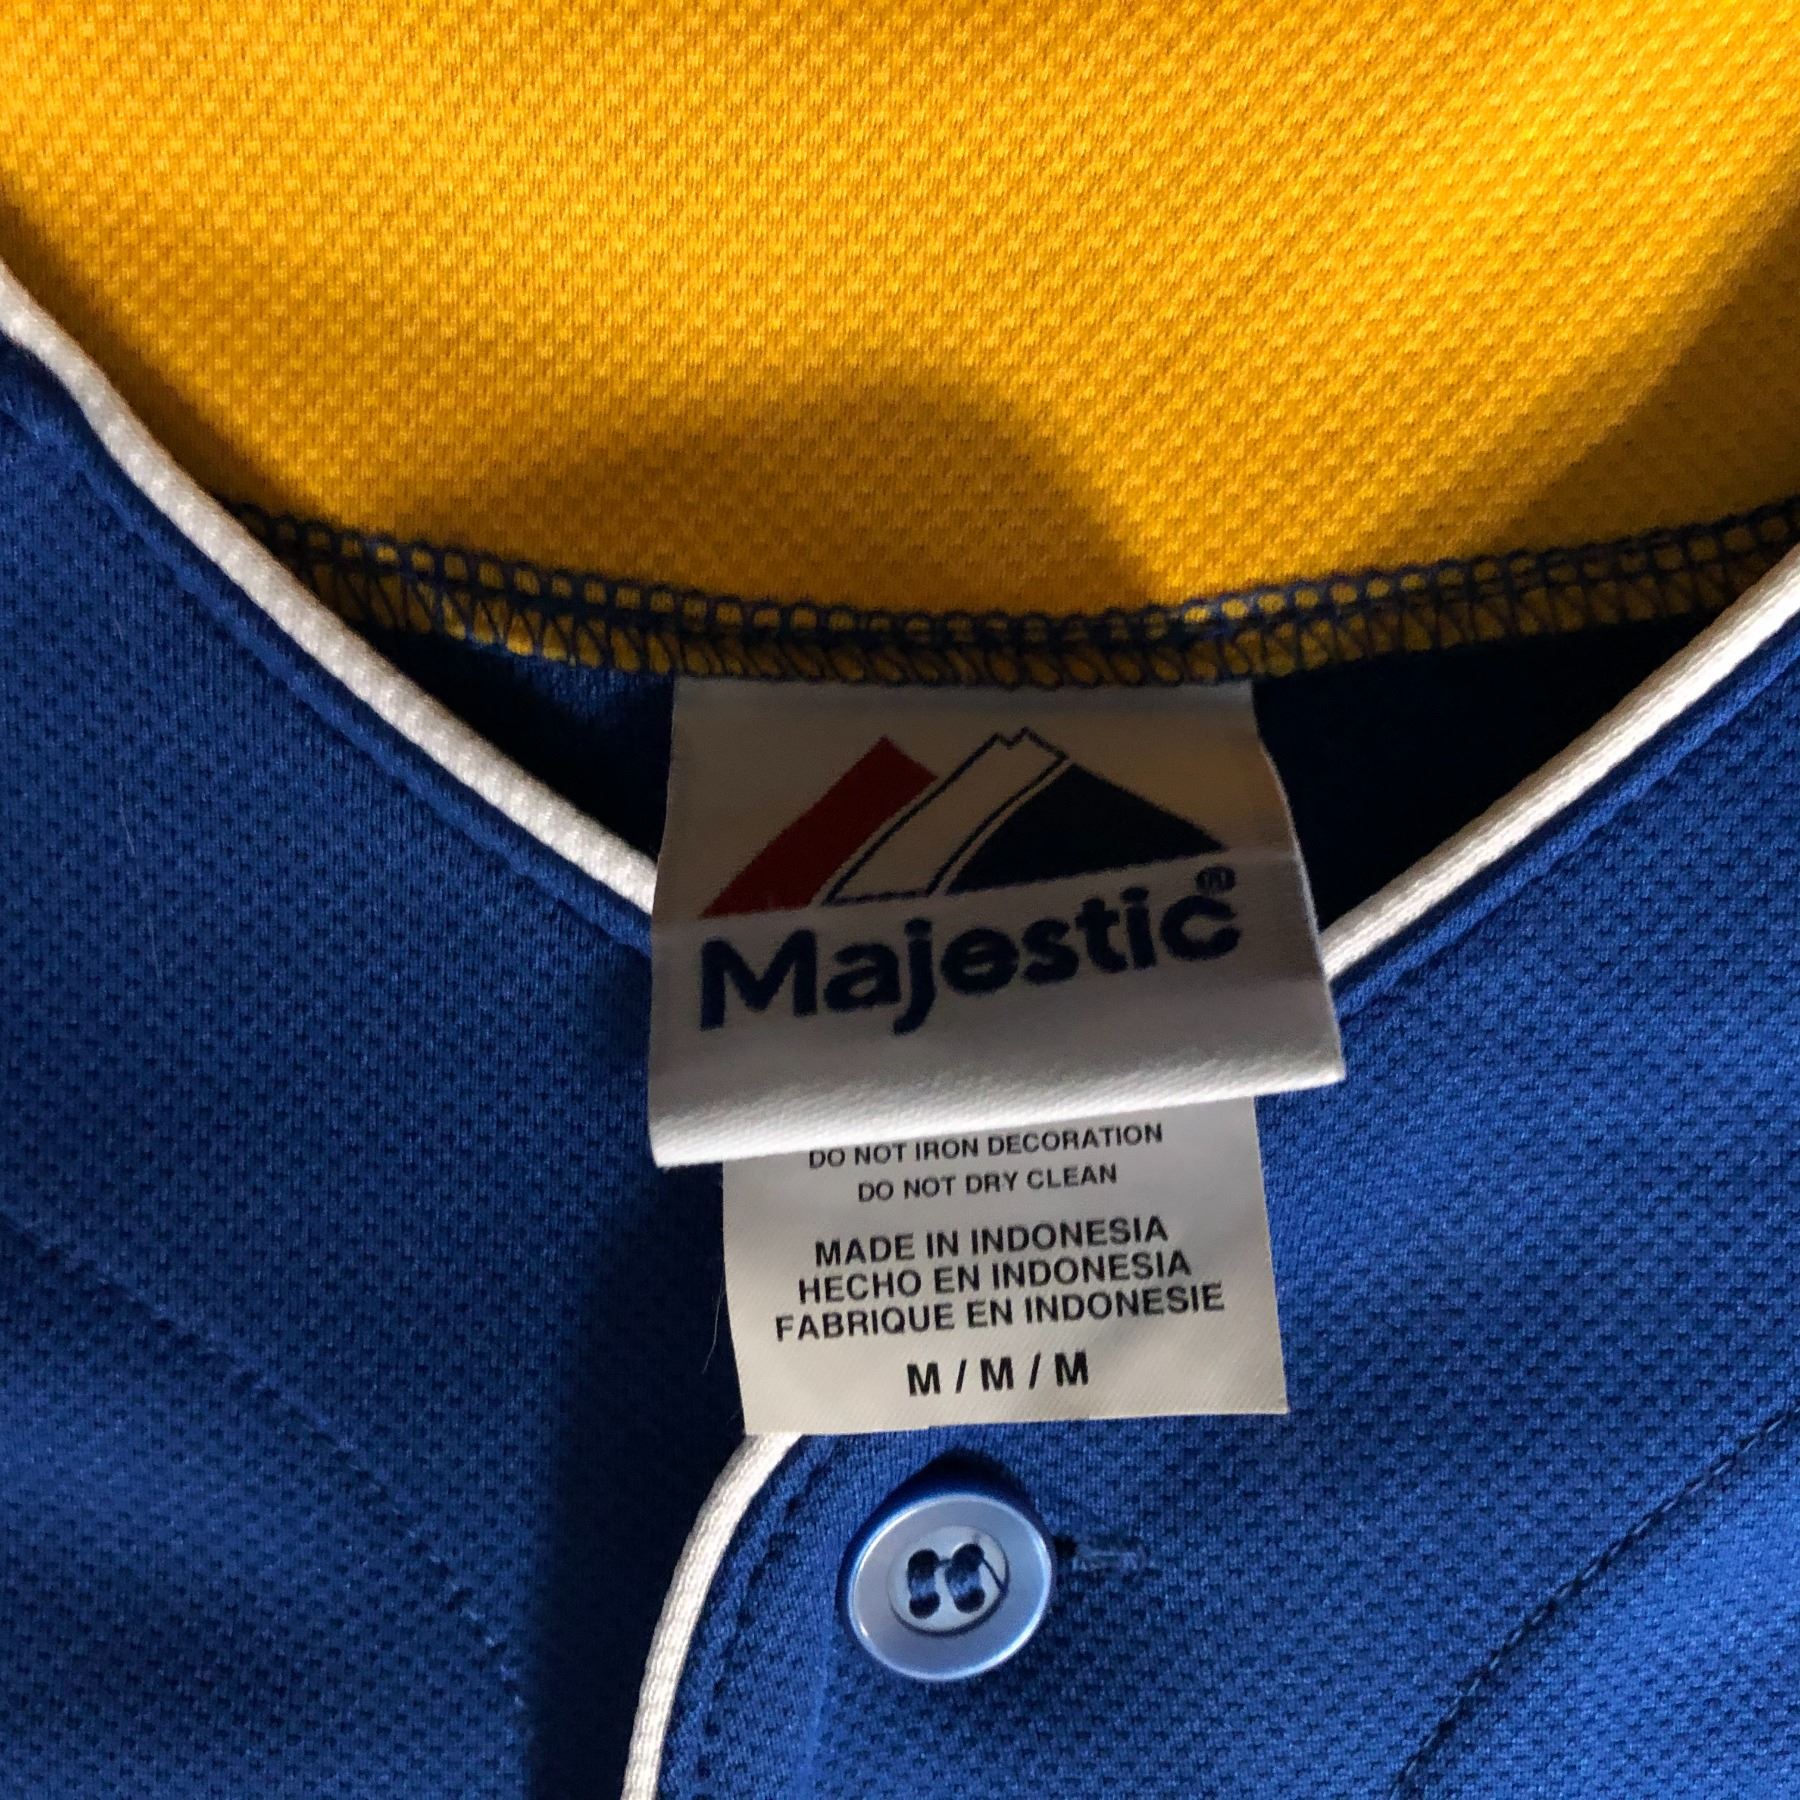 Majestic®
DO NOT IRON DECORATION
DO NOT DRY CLEAN
MADE IN INDONESIA
HECHO EN INDONESIA
FABRIQUE EN INDONESIE
M / M / M